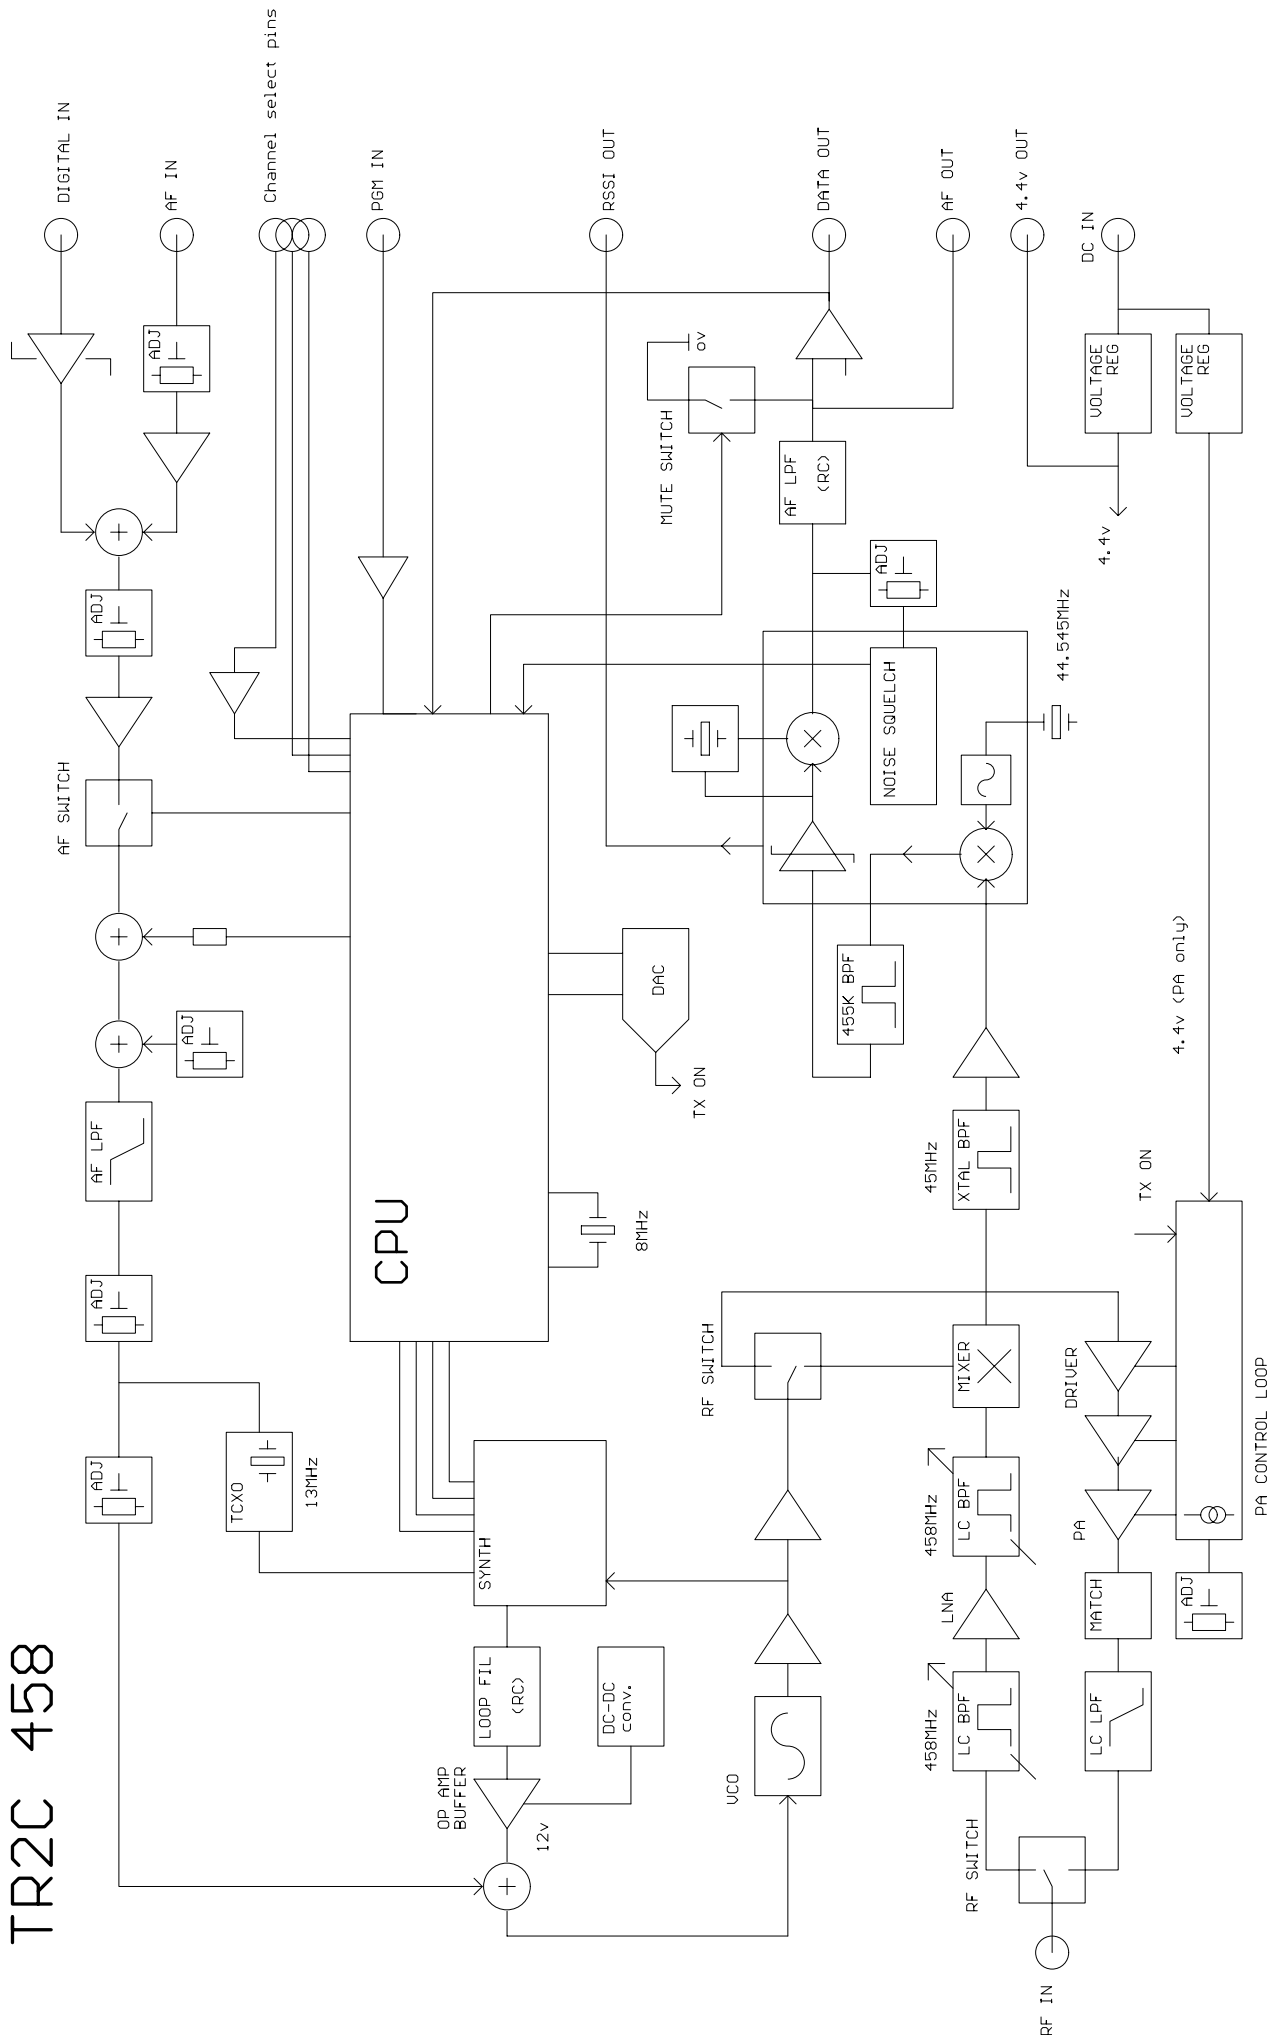 TR2C 458
DIGITAL IN
AF IN
Channel select pins
PGM IN
RSSI OUT
DATA OUT
AF OUT
4.4v OUT
DC IN
ADJ
ADJ
AF SWITCH
ADJ
AF LPF
ADJ
ADJ
TCXO
13MHz
CPU
8MHz
DAC
TX ON
SYNTH
LOOP FIL
(RC)
DC-DC
conv.
OP AMP
BUFFER
12v
VCO
RF SWITCH
MUTE SWITCH
0v
AF LPF
(RC)
ADJ
NOISE SQUELCH
44.545MHz
455K BPF
45MHz
XTAL BPF
MIXER
458MHz
LC BPF
LNA
458MHz
LC BPF
RF SWITCH
RF IN
LC LPF
MATCH
PA
DRIVER
ADJ
PA CONTROL LOOP
TX ON
4.4v (PA only)
4.4v
VOLTAGE
REG
VOLTAGE
REG